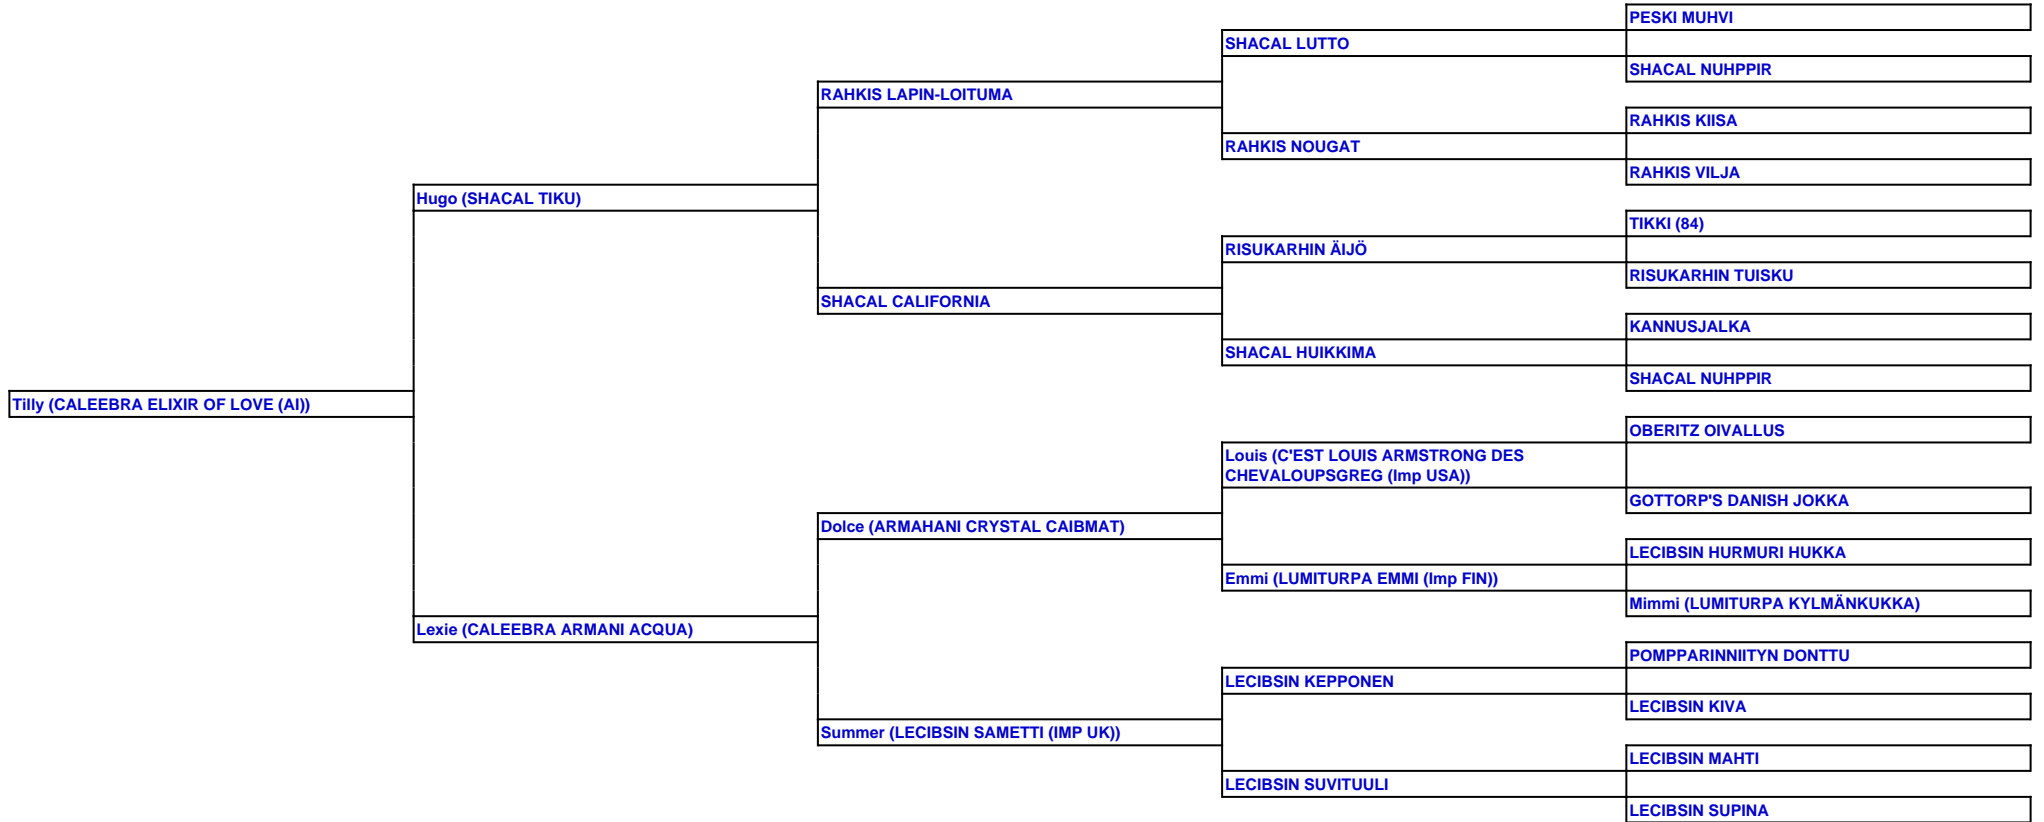 PESKI MUHVI
SHACAL LUTTO
SHACAL NUHPPIR
RAHKIS LAPIN-LOITUMA
RAHKIS KIISA
RAHKIS NOUGAT
RAHKIS VILJA
Hugo (SHACAL TIKU)
TIKKI (84)
RISUKARHIN ÄIJÖ
RISUKARHIN TUISKU
SHACAL CALIFORNIA
KANNUSJALKA
SHACAL HUIKKIMA
SHACAL NUHPPIR
Tilly (CALEEBRA ELIXIR OF LOVE (AI))
OBERITZ OIVALLUS
Louis (C'EST LOUIS ARMSTRONG DES
CHEVALOUPSGREG (Imp USA))
GOTTORP'S DANISH JOKKA
Dolce (ARMAHANI CRYSTAL CAIBMAT)
LECIBSIN HURMURI HUKKA
Emmi (LUMITURPA EMMI (Imp FIN))
Mimmi (LUMITURPA KYLMÄNKUKKA)
Lexie (CALEEBRA ARMANI ACQUA)
POMPPARINNIITYN DONTTU
LECIBSIN KEPPONEN
LECIBSIN KIVA
Summer (LECIBSIN SAMETTI (IMP UK))
LECIBSIN MAHTI
LECIBSIN SUVITUULI
LECIBSIN SUPINA